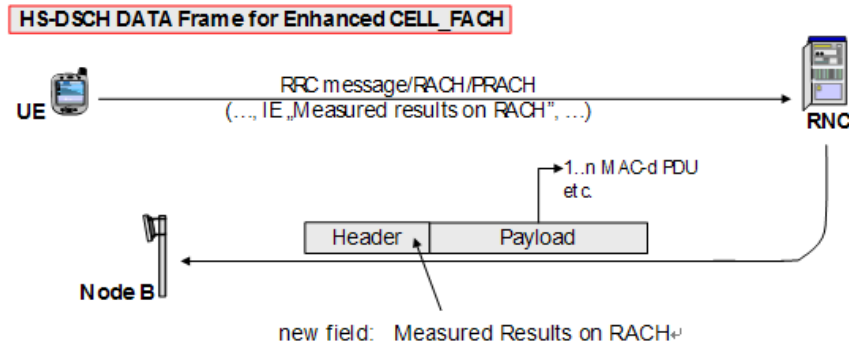 HS-DSCH DATA Frame for Enhanced CELL_FACH
RRC message/RACH/PRACH
UE
(..., IE „Measured results on RACH”, ...)
RNC
1..n MAC-d PDU
etc.
Header
Payload
Node B
new field: Measured Results on RACH↵